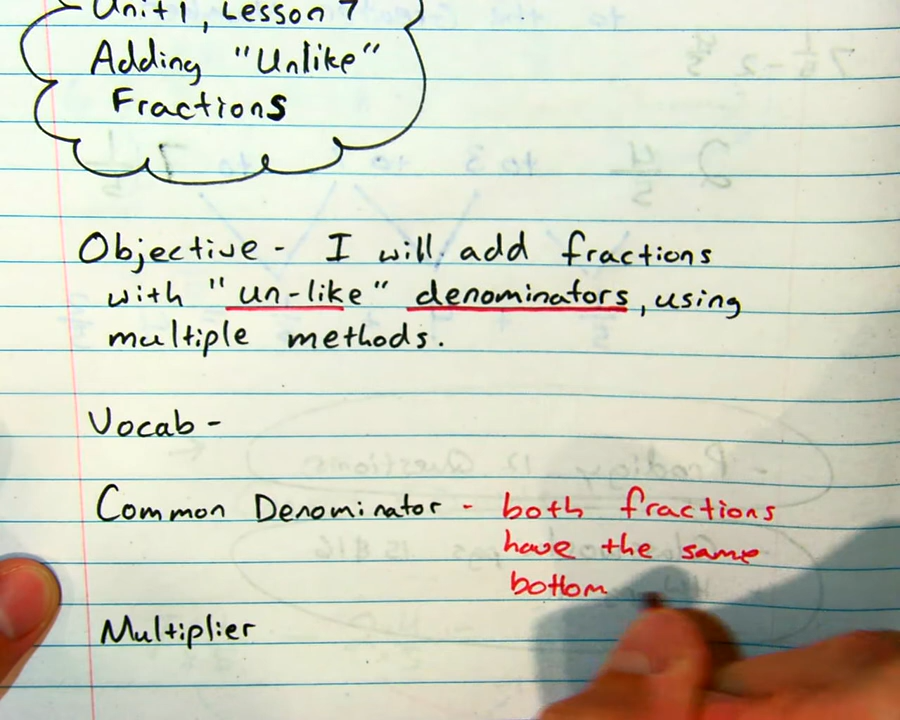 Unit 1, Lesson 7
Adding "Unlike"
Fractions
Objective - I will add fractions
with "un-like" denominators, using
multiple methods.
Vocab -
Common Denominator - both fractions
have the same
bottom
Multiplier